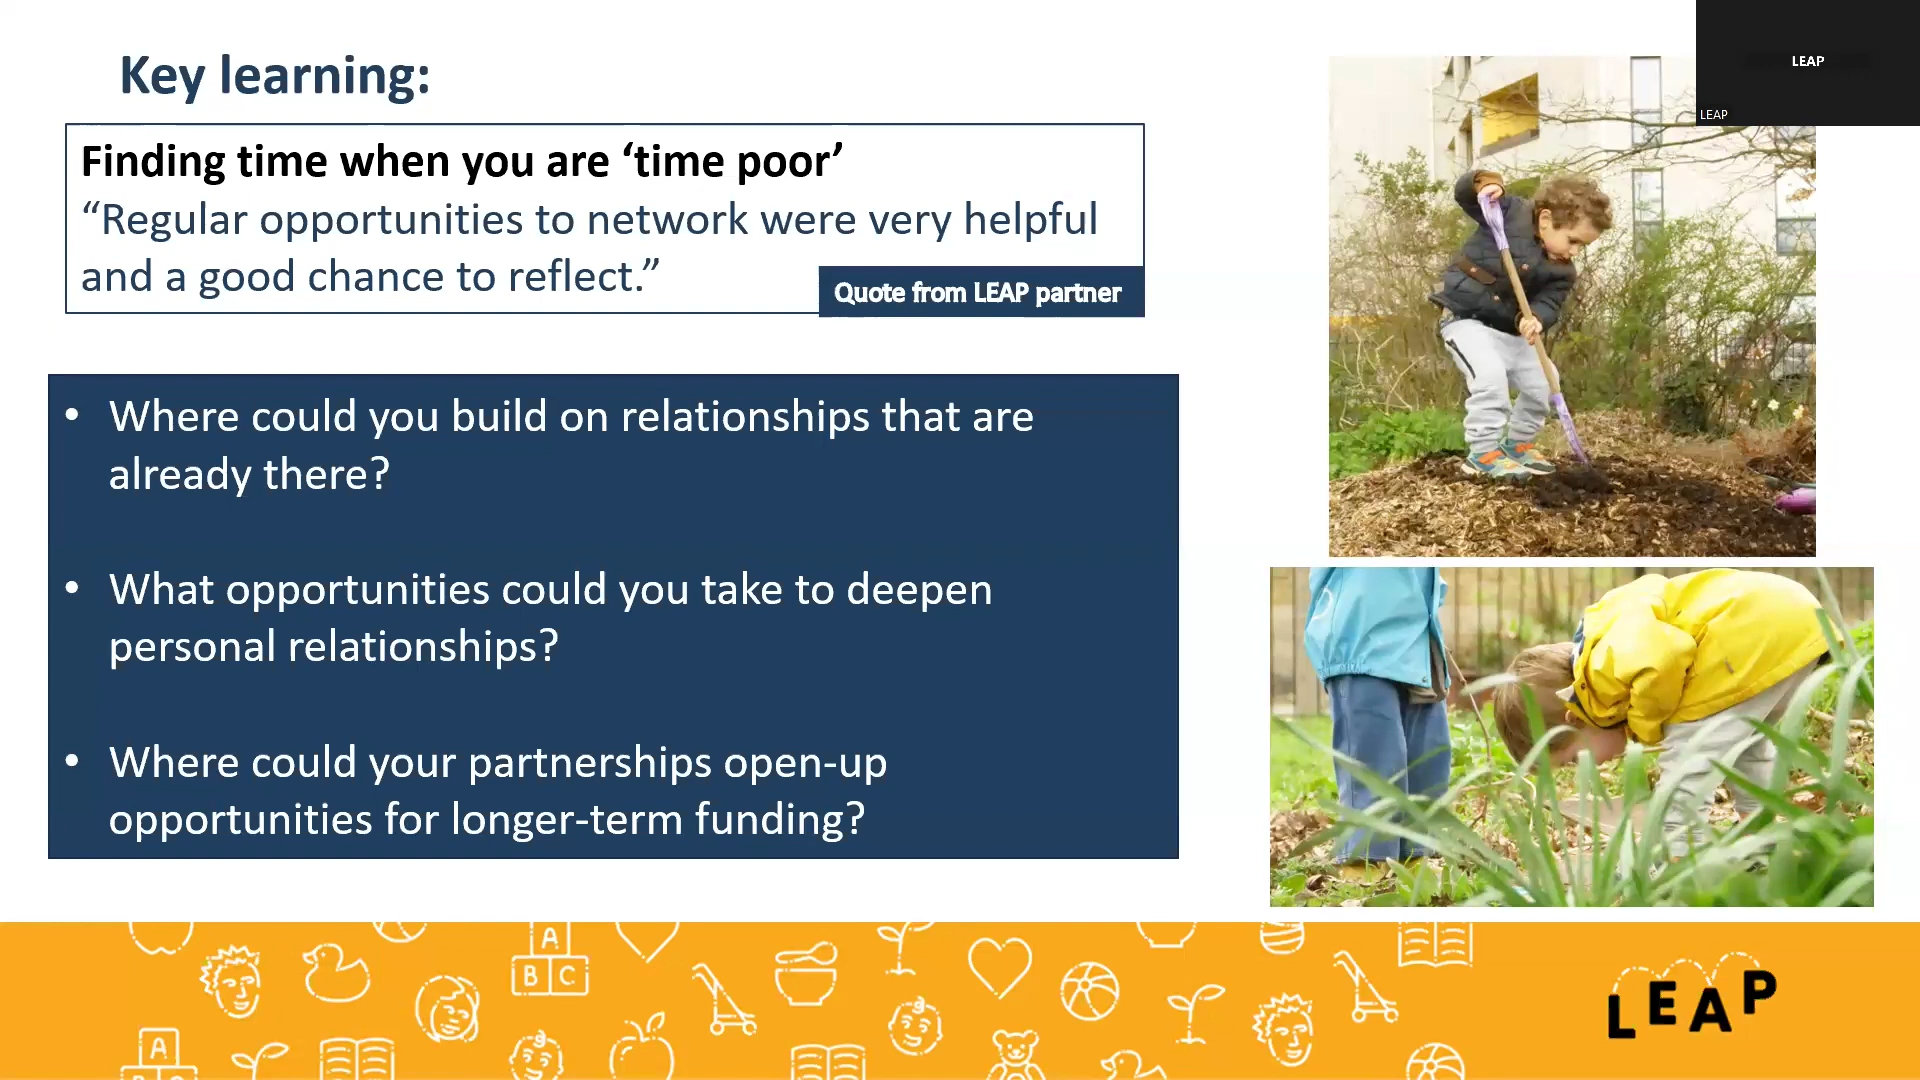 Key learning:
LEAP
LEAP
Finding time when you are ‘time poor’
“Regular opportunities to network were very helpful
and a good chance to reflect.”
Quote from LEAP partner
• Where could you build on relationships that are
already there?
• What opportunities could you take to deepen
personal relationships?
• Where could your partnerships open-up
opportunities for longer-term funding?
A
B C
A
LEAP